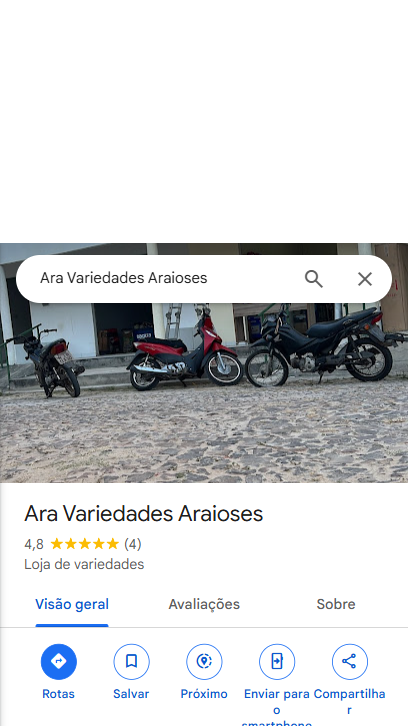 Ara Variedades Araioses
Ara Variedades Araioses
4,8 (4)
Loja de variedades
Visão geral Avaliações Sobre
Rotas Salvar Próximo Enviar para o smartphone Compartilhar